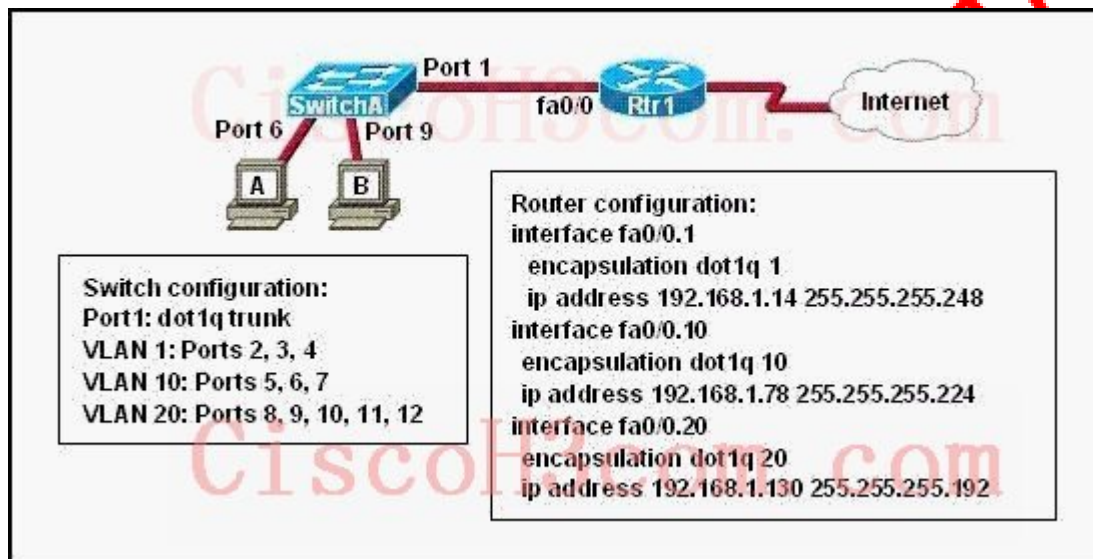 Port 1
SwitchA
fa0/0
Rtr1
Internet
Port 6
Port 9
A
B
CiscoH3com.com
Switch configuration:
Port1: dot1q trunk
VLAN 1: Ports 2, 3, 4
VLAN 10: Ports 5, 6, 7
VLAN 20: Ports 8, 9, 10, 11, 12
Router configuration:
interface fa0/0.1
encapsulation dot1q 1
ip address 192.168.1.14 255.255.255.248
interface fa0/0.10
encapsulation dot1q 10
ip address 192.168.1.78 255.255.255.224
interface fa0/0.20
encapsulation dot1q 20
ip address 192.168.1.130 255.255.255.192
CiscoH3com.com